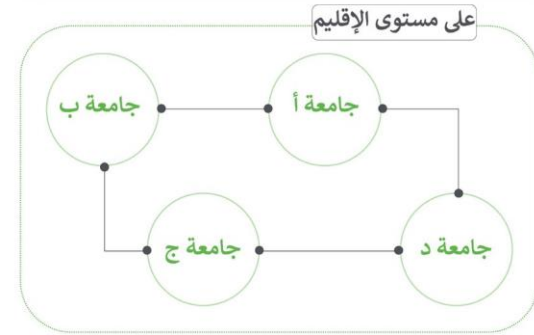 على مستوى الإقليم
جامعة أ
جامعة ب
جامعة د
جامعة ج